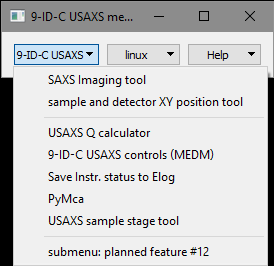 9-ID-C USAXS me...
9-ID-C USAXS linux Help
SAXS Imaging tool
sample and detector XY position tool
USAXS Q calculator
9-ID-C USAXS controls (MEDM)
Save Instr. status to Elog
PyMca
USAXS sample stage tool
submenu: planned feature #12